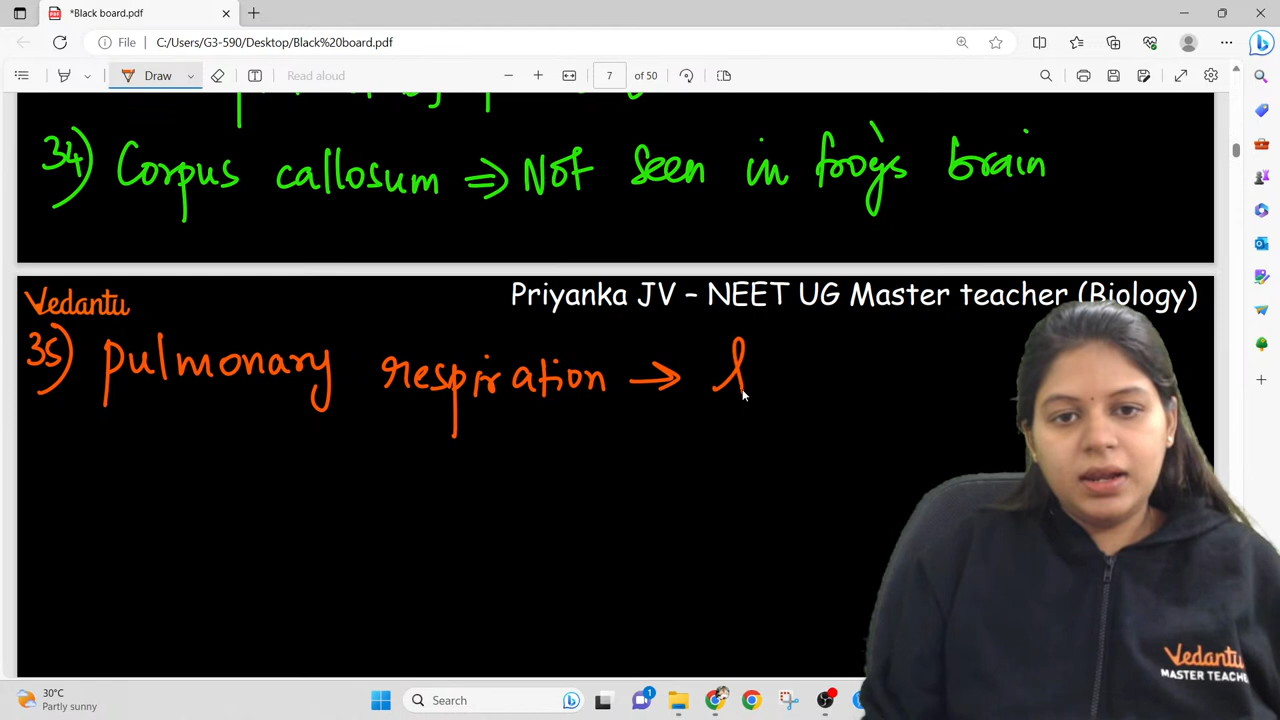 *Black board.pdf
File C:/Users/G3-590/Desktop/Black%20board.pdf
Draw Read aloud 7 of 50
34) Corpus callosum ⇒ Not seen in frog's brain
Vedantu Priyanka JV – NEET UG Master teacher (Biology)
35) pulmonary respiration → l
Vedantu
MASTER TEACHE
30°C
Partly sunny
Search
1